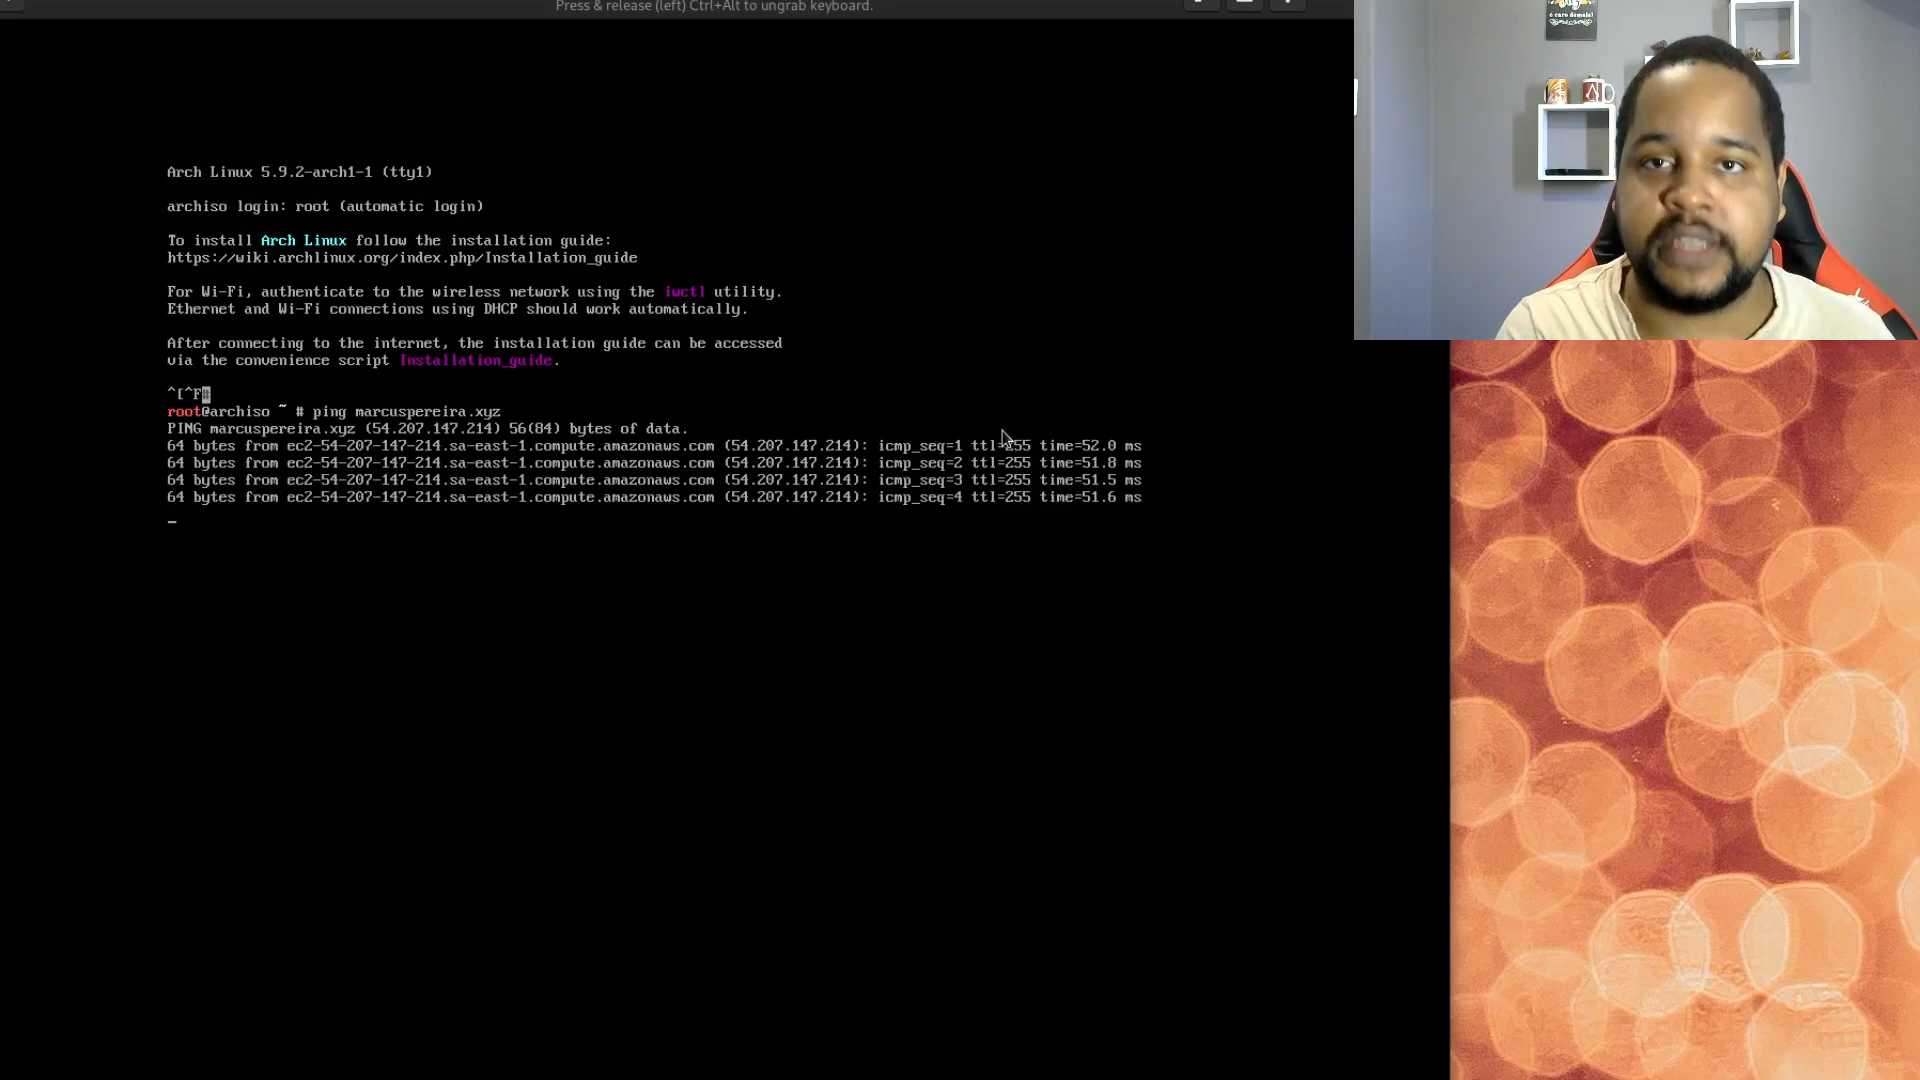 Press & release (left) Ctrl+Alt to ungrab keyboard.
é caro demais!
Arch Linux 5.9.2-arch1-1 (tty1)
archiso login: root (automatic login)
To install Arch Linux follow the installation guide:
https://wiki.archlinux.org/index.php/Installation_guide
For Wi-Fi, authenticate to the wireless network using the iwctl utility.
Ethernet and Wi-Fi connections using DHCP should work automatically.
After connecting to the internet, the installation guide can be accessed
via the convenience script Installation_guide.
^[^F#
root@archiso ~ # ping marcuspereira.xyz
PING marcuspereira.xyz (54.207.147.214) 56(84) bytes of data.
64 bytes from ec2-54-207-147-214.sa-east-1.compute.amazonaws.com (54.207.147.214): icmp_seq=1 ttl=255 time=52.0 ms
64 bytes from ec2-54-207-147-214.sa-east-1.compute.amazonaws.com (54.207.147.214): icmp_seq=2 ttl=255 time=51.8 ms
64 bytes from ec2-54-207-147-214.sa-east-1.compute.amazonaws.com (54.207.147.214): icmp_seq=3 ttl=255 time=51.5 ms
64 bytes from ec2-54-207-147-214.sa-east-1.compute.amazonaws.com (54.207.147.214): icmp_seq=4 ttl=255 time=51.6 ms